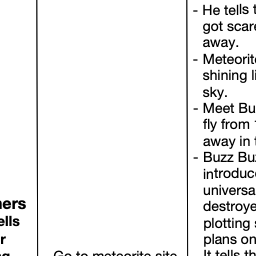 - He tells t
got scare
away.
- Meteorite
shining li
sky.
- Meet Bu
fly from
away in t
- Buzz Bu
introduc
universa
destroye
plotting s
plans on
It tells th
ners
ells
r
Go to meteorite site